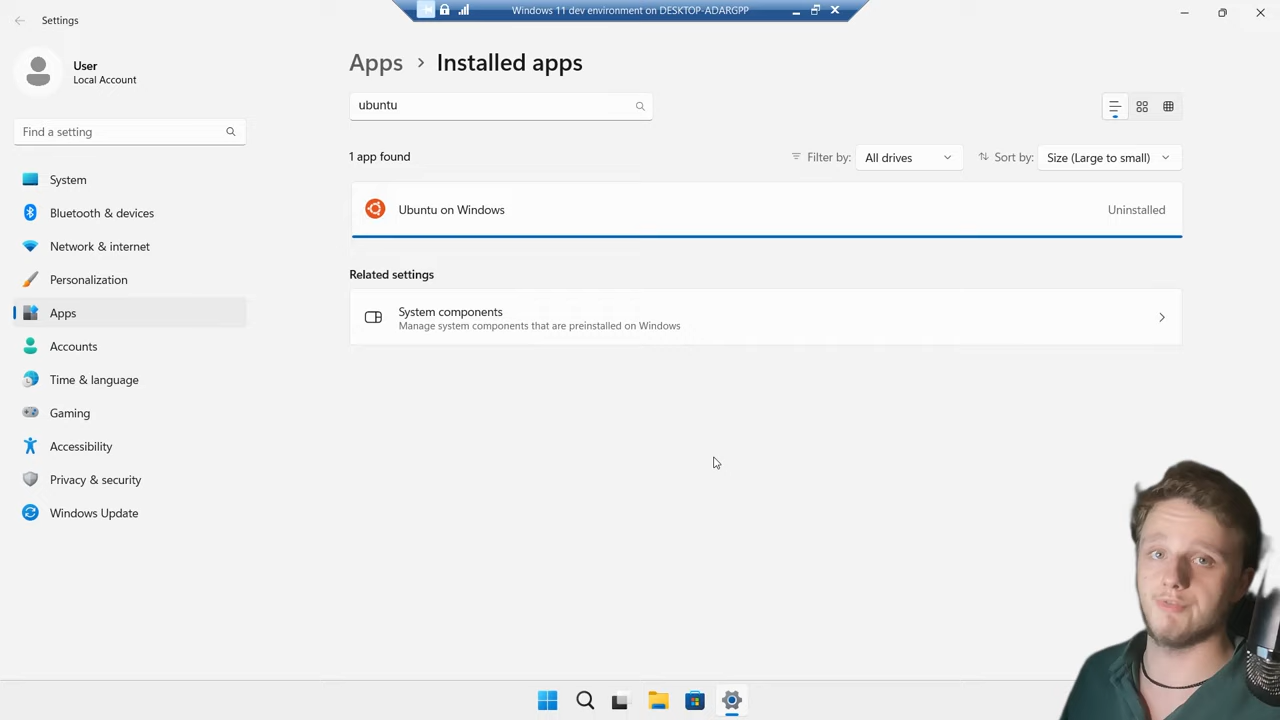 Settings
Windows 11 dev environment on DESKTOP-ADARGPP
User
Local Account
Find a setting
System
Bluetooth & devices
Network & internet
Personalization
Apps
Accounts
Time & language
Gaming
Accessibility
Privacy & security
Windows Update
Apps > Installed apps
ubuntu
1 app found
Filter by: All drives
Sort by: Size (Large to small)
Ubuntu on Windows
Uninstalled
Related settings
System components
Manage system components that are preinstalled on Windows